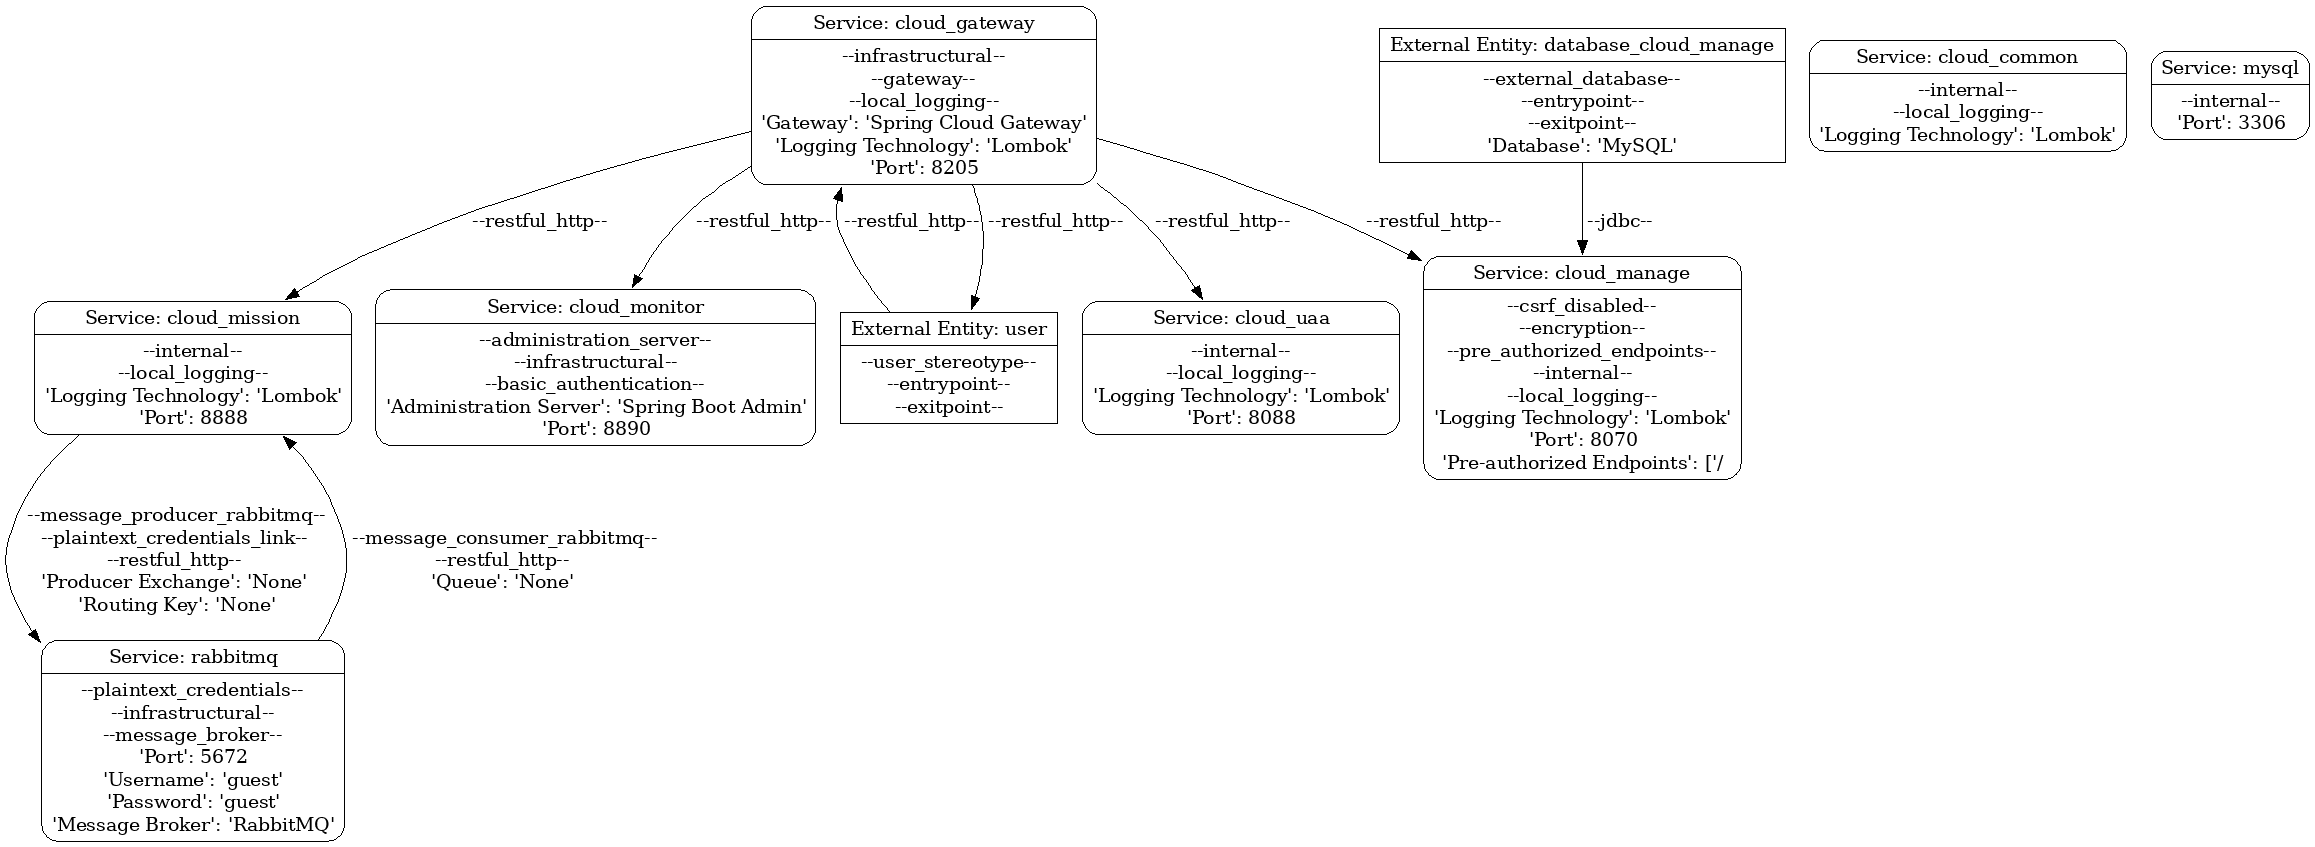 Service: cloud_gateway
--infrastructural--
--gateway--
--local_logging--
'Gateway': 'Spring Cloud Gateway'
'Logging Technology': 'Lombok'
'Port': 8205
External Entity: database_cloud_manage
--external_database--
--entrypoint--
--exitpoint--
'Database': 'MySQL'
Service: cloud_common
--internal--
--local_logging--
'Logging Technology': 'Lombok'
Service: mysql
--internal--
'Port': 3306
--restful_http--
--restful_http--
--restful_http--
--restful_http--
--restful_http--
--restful_http--
--jdbc--
Service: cloud_mission
--internal--
--local_logging--
'Logging Technology': 'Lombok'
'Port': 8888
Service: cloud_monitor
--administration_server--
--infrastructural--
--basic_authentication--
'Administration Server': 'Spring Boot Admin'
'Port': 8890
External Entity: user
--user_stereotype--
--entrypoint--
--exitpoint--
Service: cloud_uaa
--internal--
--local_logging--
'Logging Technology': 'Lombok'
'Port': 8088
Service: cloud_manage
--csrf_disabled--
--encryption--
--pre_authorized_endpoints--
--internal--
--local_logging--
'Logging Technology': 'Lombok'
'Port': 8070
'Pre-authorized Endpoints': ['/
--message_producer_rabbitmq--
--plaintext_credentials_link--
--restful_http--
'Producer Exchange': 'None'
'Routing Key': 'None'
--message_consumer_rabbitmq--
--restful_http--
'Queue': 'None'
Service: rabbitmq
--plaintext_credentials--
--infrastructural--
--message_broker--
'Port': 5672
'Username': 'guest'
'Password': 'guest'
'Message Broker': 'RabbitMQ'